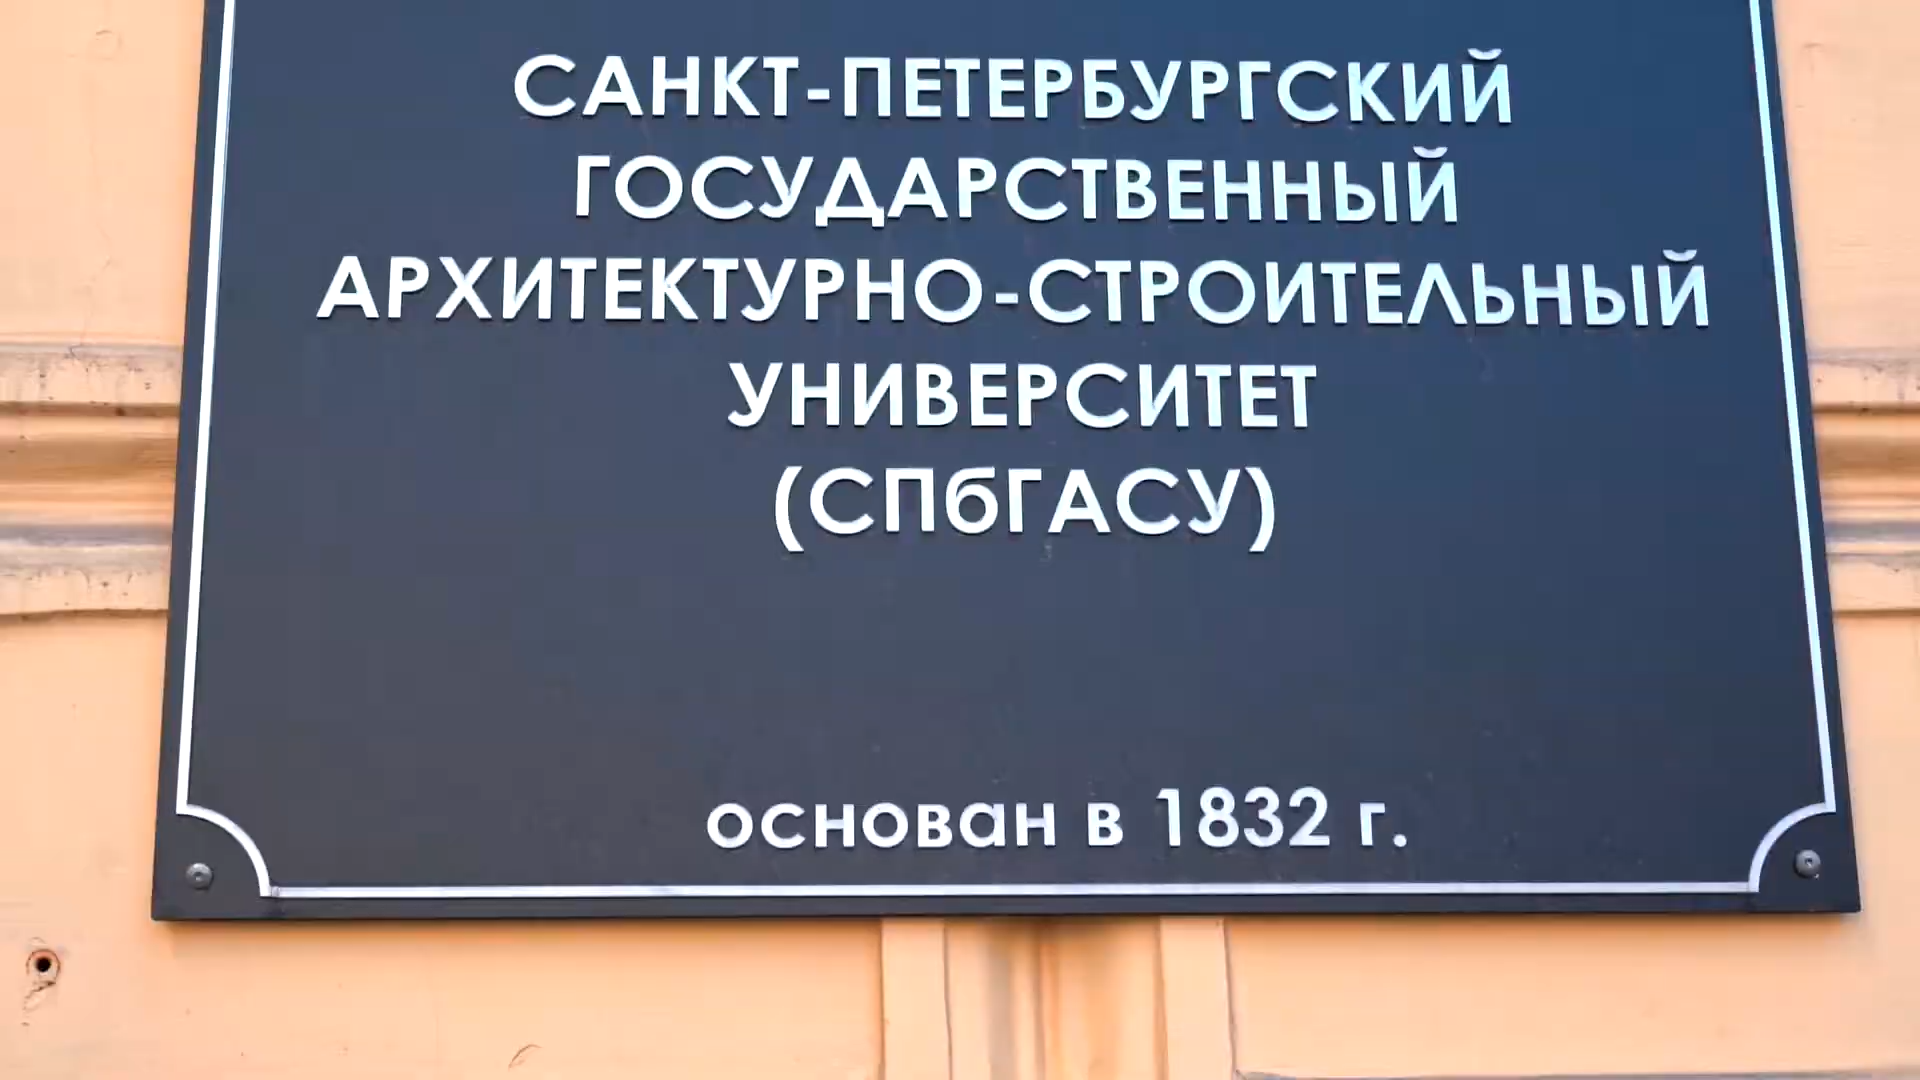 САНКТ-ПЕТЕРБУРГСКИЙ
ГОСУДАРСТВЕННЫЙ
АРХИТЕКТУРНО-СТРОИТЕЛЬНЫЙ
УНИВЕРСИТЕТ
(СПбГАСУ)
основан в 1832 г.